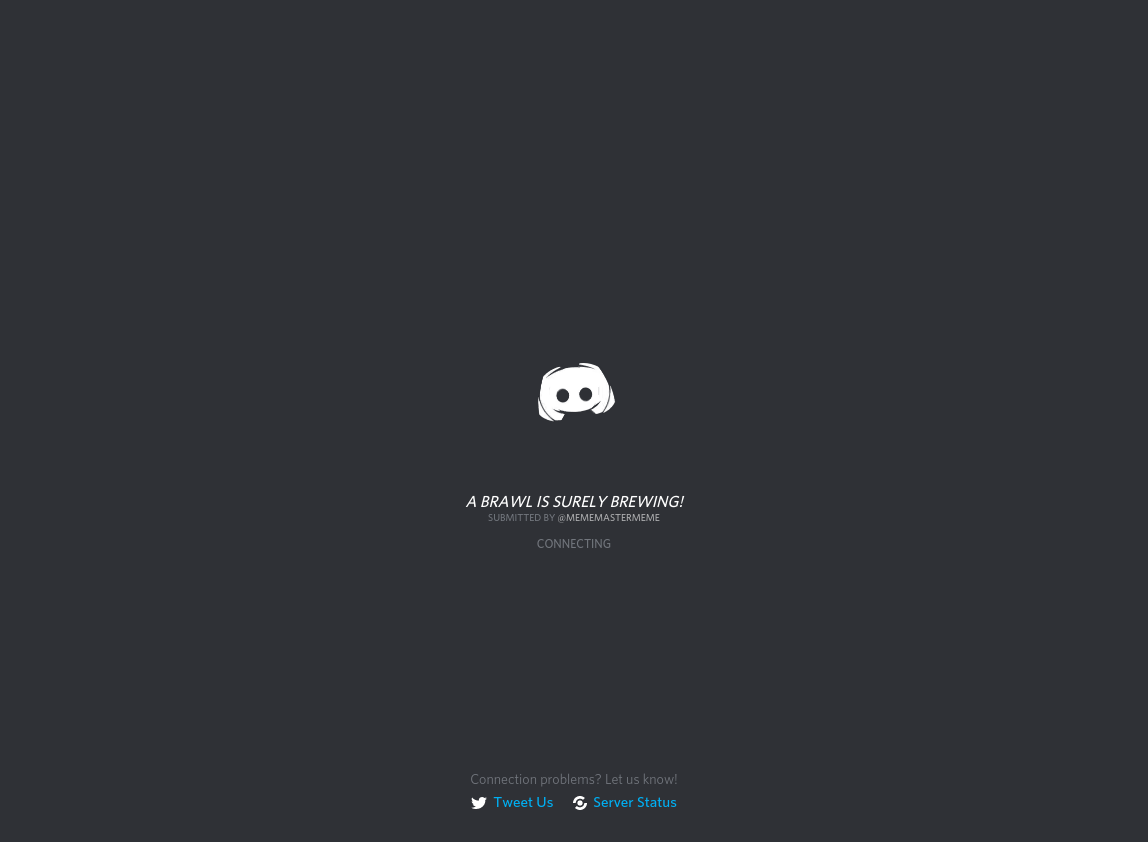 A BRAWL IS SURELY BREWING!
SUBMITTED BY @MEMEMASTERMEME
CONNECTING
Connection problems? Let us know!
Tweet Us Server Status